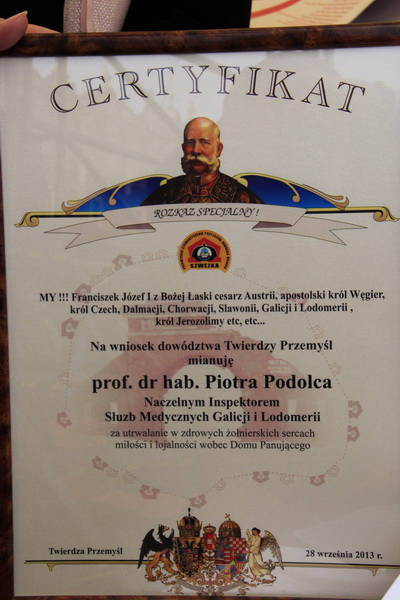 CERTYFIKAT
ROZKAZ SPECJALNY !
SZWEJKA
MY !!! Franciszek Józef I z Bożej Łaski cesarz Austrii, apostolski król Węgier,
król Czech, Dalmacji, Chorwacji, Slawonii, Galicji i Lodomerii ,
król Jerozolimy etc, etc...
Na wniosek dowództwa Twierdzy Przemyśl
mianuję
prof. dr hab. Piotra Podolca
Naczelnym Inspektorem
Służb Medycznych Galicji i Lodomerii
za utrwalanie w zdrowych żołnierskich sercach
miłości i lojalności wobec Domu Panującego
Twierdza Przemyśl
28 września 2013 r.